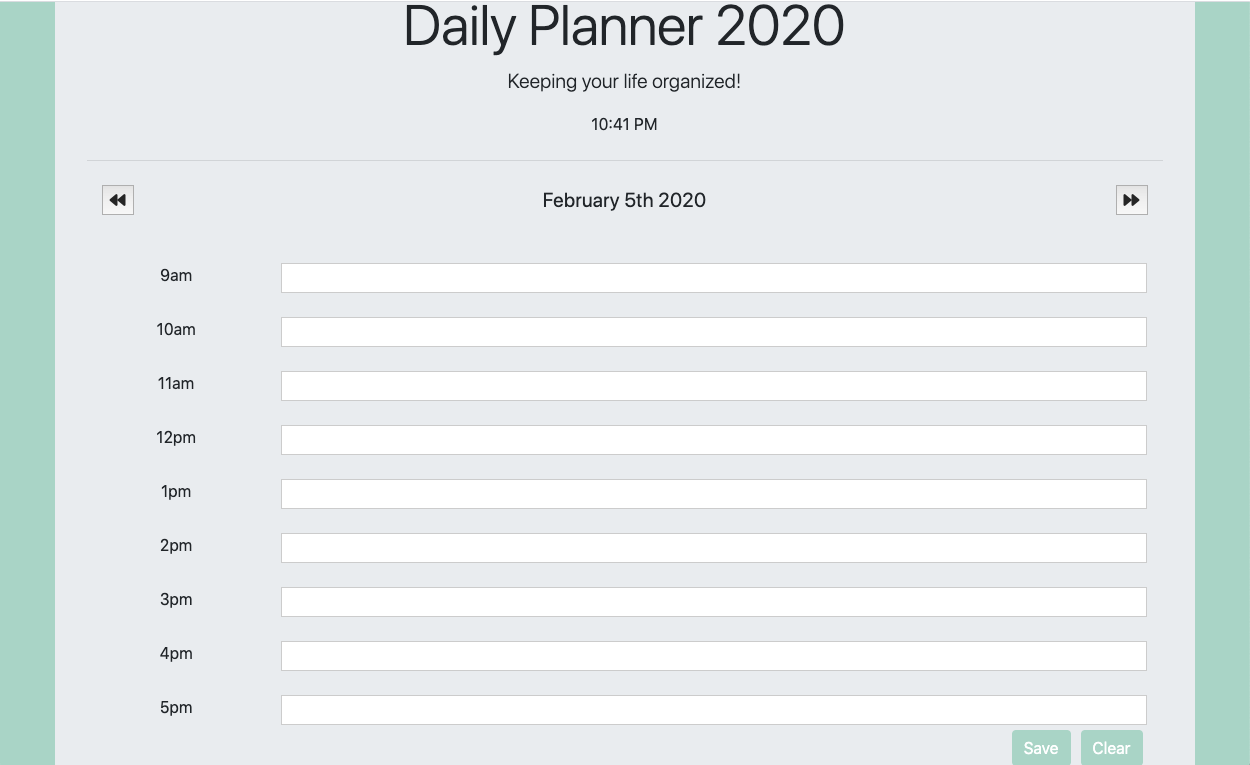 Daily Planner 2020
Keeping your life organized!
10:41 PM
February 5th 2020
9am
10am
11am
12pm
1pm
2pm
3pm
4pm
5pm
Save Clear